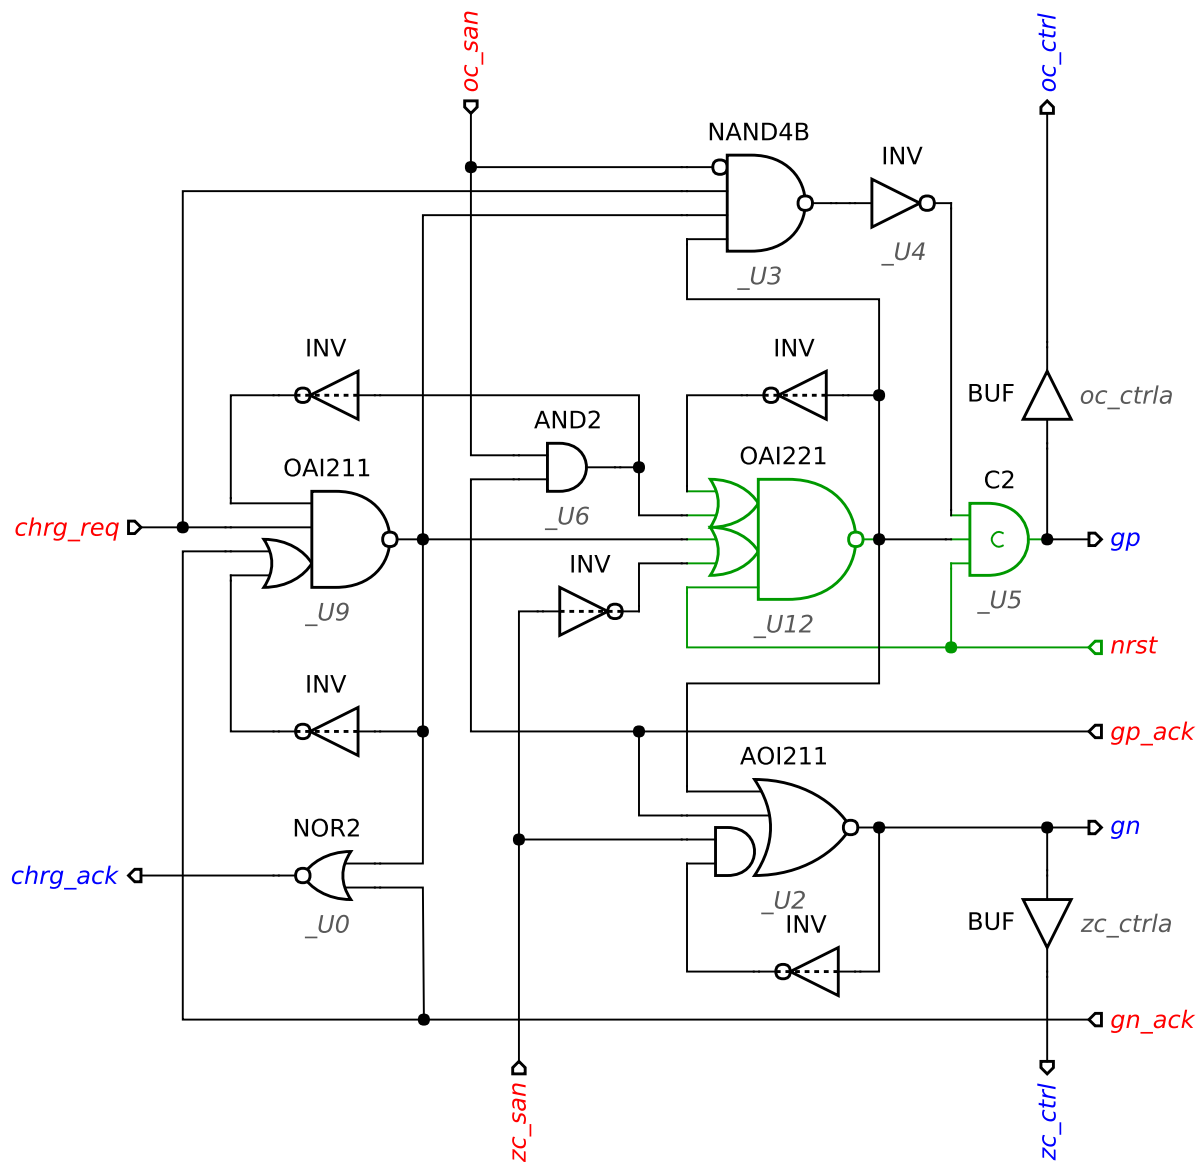 oc_san
oc_ctrl
NAND4B
INV
_U4
_U3
INV
INV
BUF
oc_ctrla
AND2
OAI211
OAI221
C2
_U6
chrg_req
C
gp
INV
_U9
_U12
_U5
nrst
INV
gp_ack
AOI211
NOR2
gn
chrg_ack
_U2
_U0
INV
BUF
zc_ctrla
gn_ack
zc_san
zc_ctrl